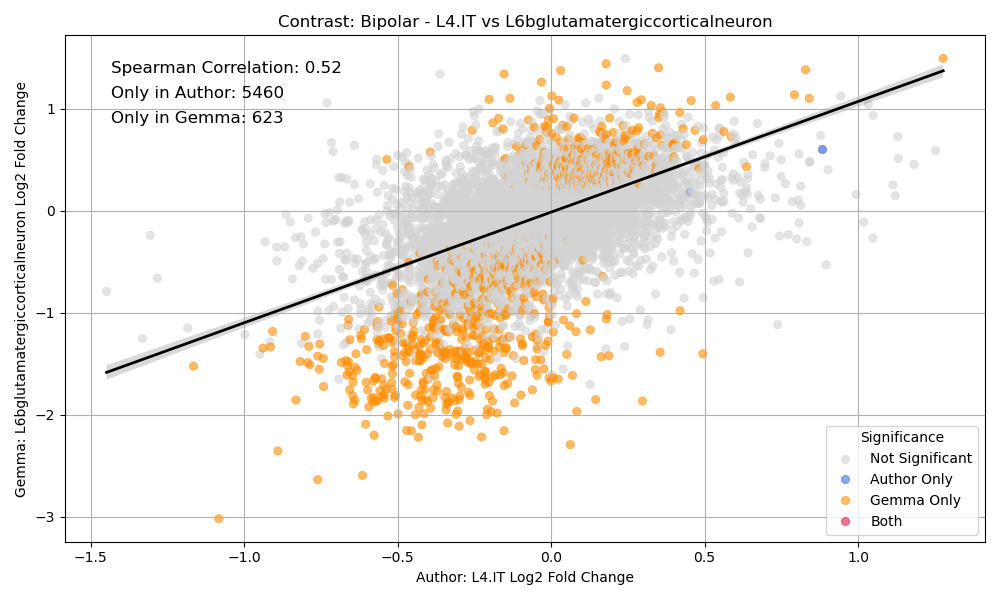 Contrast: Bipolar - L4.IT vs L6bglutamatergiccorticalneuron
Spearman Correlation: 0.52
Only in Author: 5460
Only in Gemma: 623
Gemma: L6bglutamatergiccorticalneuron Log2 Fold Change
1
0
−1
−2
−3
Significance
Not Significant
Author Only
Gemma Only
Both
−1.5 −1.0 −0.5 0.0 0.5 1.0
Author: L4.IT Log2 Fold Change